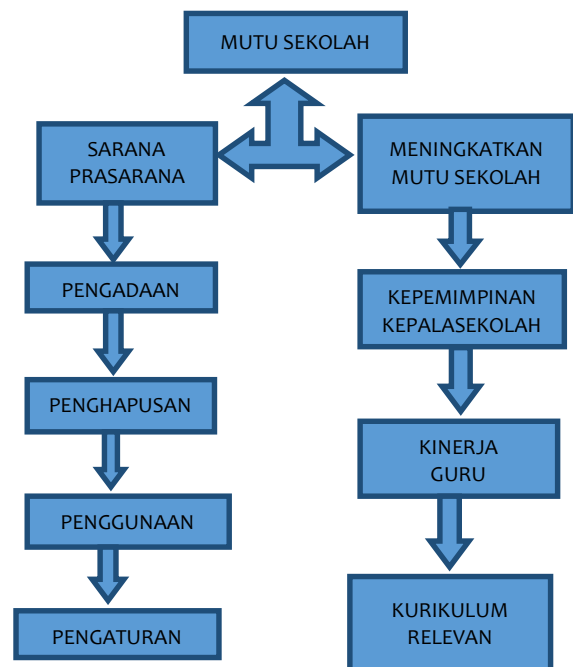 MUTU SEKOLAH
SARANA
PRASARANA
PENGADAAN
PENGHAPUSAN
PENGGUNAAN
PENGATURAN
MENINGKATKAN
MUTU SEKOLAH
KEPEMIMPINAN
KEPALASEKOLAH
KINERJA
GURU
KURIKULUM
RELEVAN